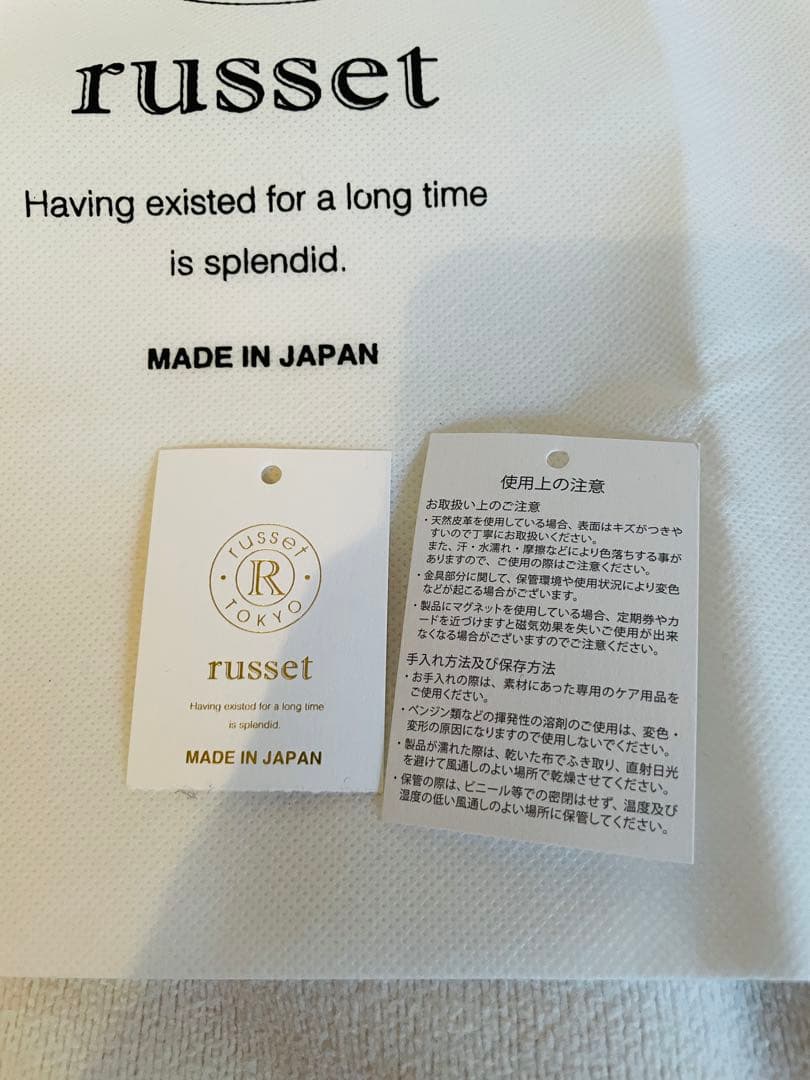 russet
Having existed for a long time
is splendid.
MADE IN JAPAN
russet
R
TOKYO
russet
Having existed for a long time
is splendid.
MADE IN JAPAN
使用上の注意
お取扱い上のご注意
・天然皮革を使用している場合、表面はキズがつきや
すいので丁寧にお取扱いください。
また、汗・水濡れ・摩擦などにより色落ちする事が
ありますので、ご使用の際はご注意ください。
・金具部分に関して、保管環境や使用状況により変色
などが起こる場合がございます。
・製品にマグネットを使用している場合、定期券やカ
ードを近づけますと磁気効果を失いご使用が出来
なくなる場合がございますのでご注意ください。
手入れ方法及び保存方法
・お手入れの際は、素材にあった専用のケア用品を
ご使用ください。
・ベンジン類などの揮発性の溶剤のご使用は、変色・
変形の原因になりますので使用しないでください。
・製品が濡れた際は、乾いた布でふき取り、直射日光
を避けて風通しのよい場所で乾燥させてください。
・保管の際は、ビニール等での密閉はせず、温度及び
湿度の低い風通しのよい場所に保管してください。